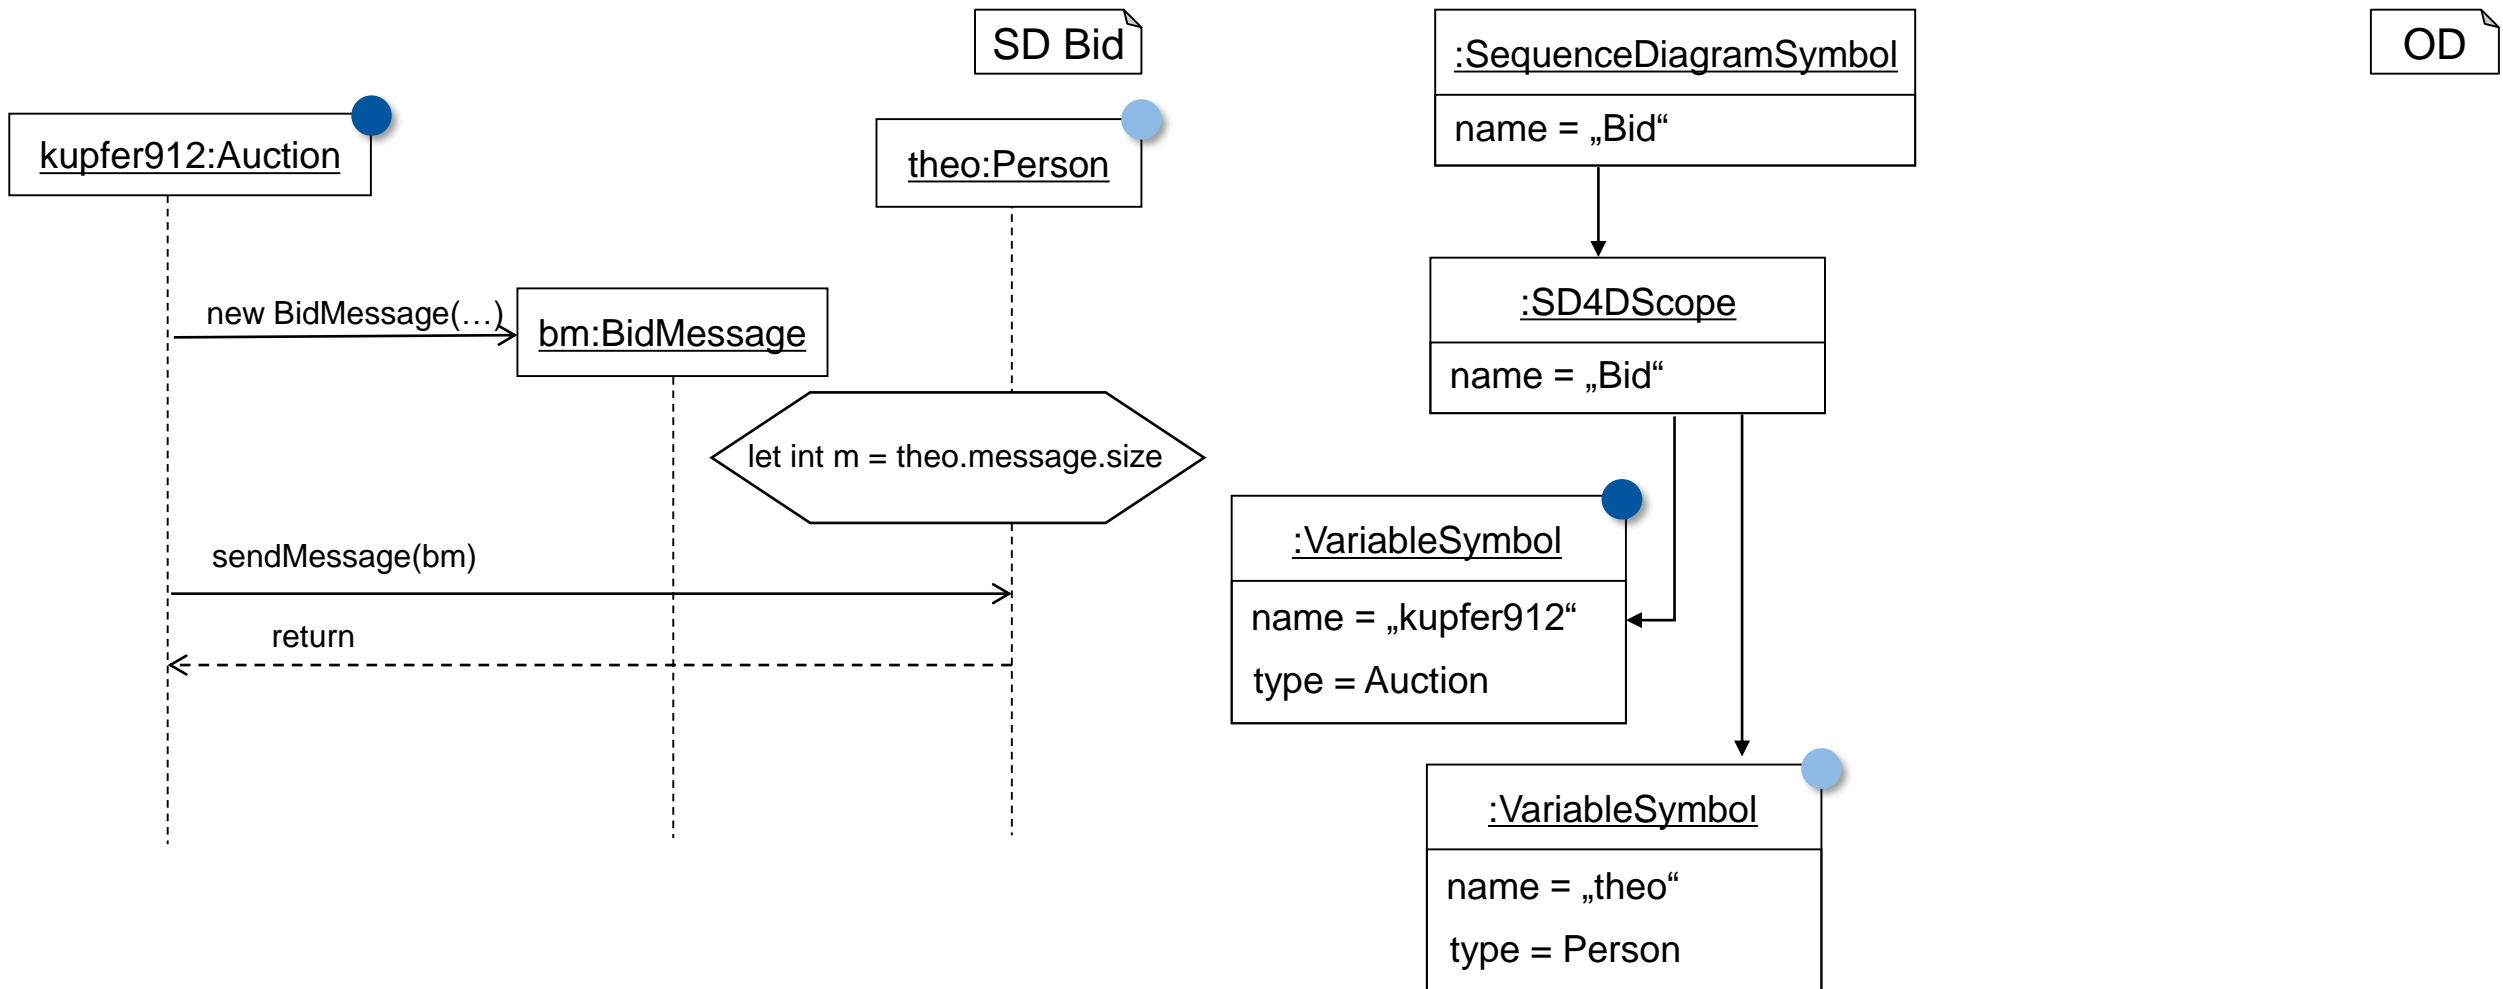 SD Bid
kupfer912:Auction
theo:Person
new BidMessage(…)
bm:BidMessage
let int m = theo.message.size
sendMessage(bm)
return
OD
:SequenceDiagramSymbol
name = „Bid“
:SD4DScope
name = „Bid“
:VariableSymbol
name = „kupfer912“
type = Auction
:VariableSymbol
name = „theo“
type = Person